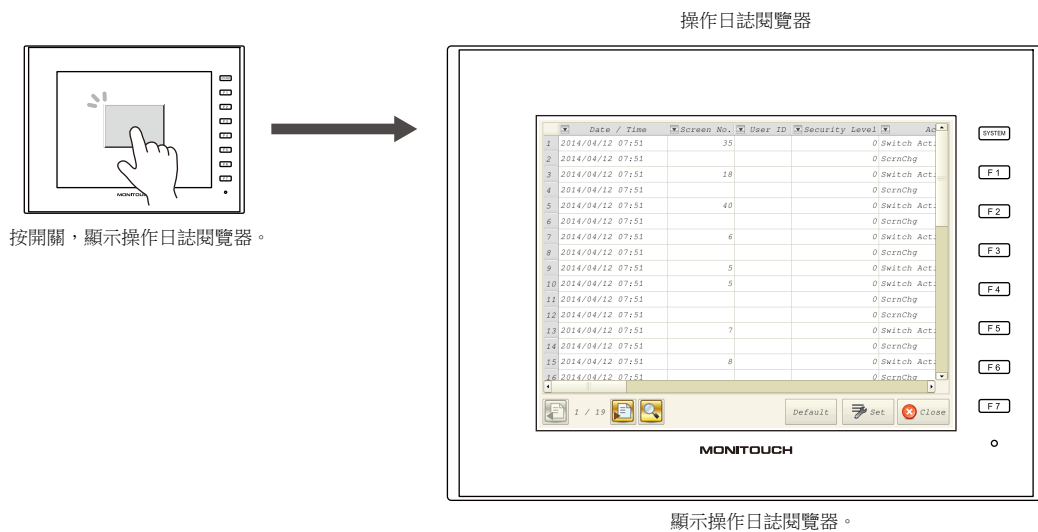 操作日誌閱覽器
MONITOUCH
按開關，顯示操作日誌閱覽器。
Date / Time Screen No. User ID Security Level Ac
1 2014/04/12 07:51 35 0 Switch Act
2 2014/04/12 07:51 0 ScrnChg
3 2014/04/12 07:51 18 0 Switch Act
4 2014/04/12 07:51 0 ScrnChg
5 2014/04/12 07:51 40 0 Switch Act
6 2014/04/12 07:51 0 ScrnChg
7 2014/04/12 07:51 6 0 Switch Act
8 2014/04/12 07:51 0 ScrnChg
9 2014/04/12 07:51 5 0 Switch Act
10 2014/04/12 07:51 5 0 Switch Act
11 2014/04/12 07:51 0 ScrnChg
12 2014/04/12 07:51 0 ScrnChg
13 2014/04/12 07:51 7 0 Switch Act
14 2014/04/12 07:51 0 ScrnChg
15 2014/04/12 07:51 8 0 Switch Act
16 2014/04/12 07:51 0 ScrnChg
1 / 19 Default Set Close
SYSTEM
F1
F2
F3
F4
F5
F6
F7
MONITOUCH
顯示操作日誌閱覽器。